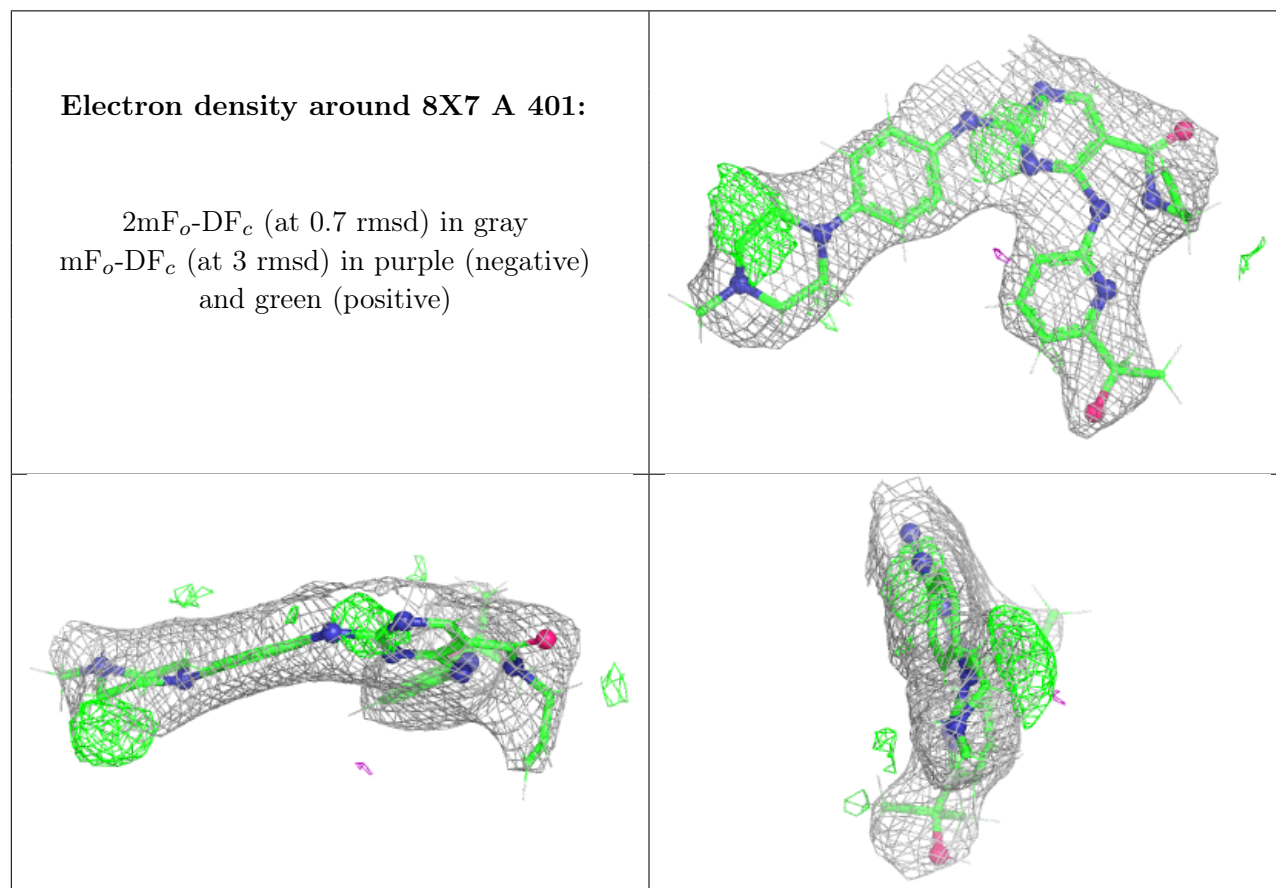 Electron density around 8X7 A 401:
2mFo-DFc (at 0.7 rmsd) in gray
mFo-DFc (at 3 rmsd) in purple (negative)
and green (positive)